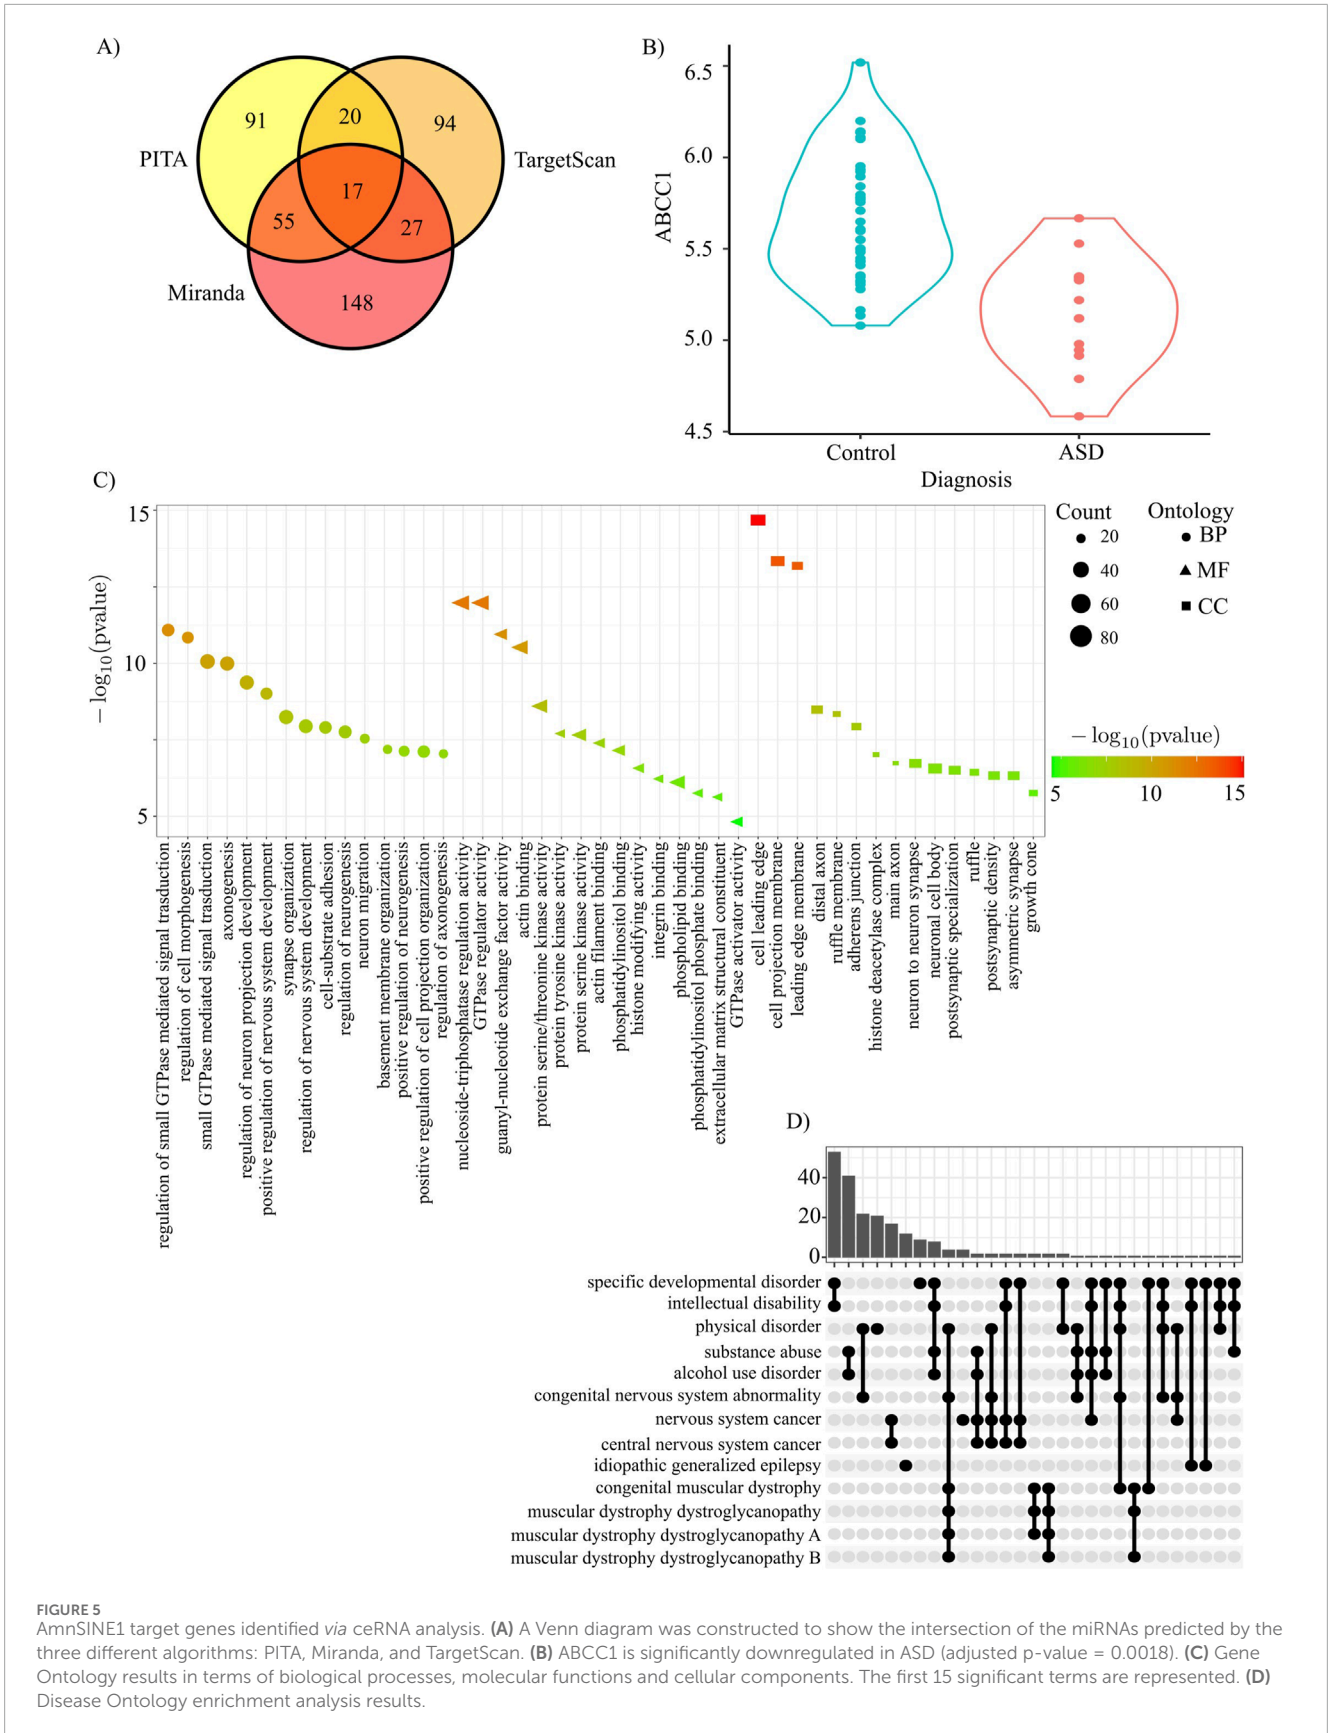 A)
91
20
94
PITA
TargetScan
17
55
27
Miranda
148
B)
6.5
6.0
5.5
5.0
4.5
ABCC1
Control
ASD
Diagnosis
C)
15
10
5
− log10(pvalue)
Count
20
40
60
80
Ontology
BP
MF
CC
− log10(pvalue)
5
10
15
regulation of small GTPase mediated signal trasduction
regulation of cell morphogenesis
small GTPase mediated signal trasduction
axonogenesis
regulation of neuron propjection development
positive regulation of nervous system development
synapse organization
regulation of nervous system development
cell-substrate adhesion
regulation of neurogenesis
neuron migration
basement membrane organization
positive regulation of neurogenesis
positive regulation of cell projection organization
regulation of axonogenesis
nucleoside-triphosphatase regulation activity
GTPase regulator activity
guanyl-nucleotide exchange factor activity
actin binding
protein serine/threonine kinase activity
protein tyrosine kinase activity
protein serine kinase activity
actin filament binding
phosphatidylinositol binding
histone modifying activity
integrin binding
phospholipid binding
phosphatidylinositol phosphate binding
extracellular matrix structural constituent
GTPase activator activity
cell leading edge
cell projection membrane
leading edge membrane
distal axon
ruffle membrane
adherens junction
histone deacetylase complex
main axon
neuron to neuron synapse
neuronal cell body
postsynaptic specialization
ruffle
postsynaptic density
asymmetric synapse
growth cone
D)
40
20
0
specific developmental disorder
intellectual disability
physical disorder
substance abuse
alcohol use disorder
congenital nervous system abnormality
nervous system cancer
central nervous system cancer
idiopathic generalized epilepsy
congenital muscular dystrophy
muscular dystrophy dystroglycanopathy
muscular dystrophy dystroglycanopathy A
muscular dystrophy dystroglycanopathy B
FIGURE 5
AmnSINE1 target genes identified via ceRNA analysis. (A) A Venn diagram was constructed to show the intersection of the miRNAs predicted by the
three different algorithms: PITA, Miranda, and TargetScan. (B) ABCC1 is significantly downregulated in ASD (adjusted p-value = 0.0018). (C) Gene
Ontology results in terms of biological processes, molecular functions and cellular components. The first 15 significant terms are represented. (D)
Disease Ontology enrichment analysis results.